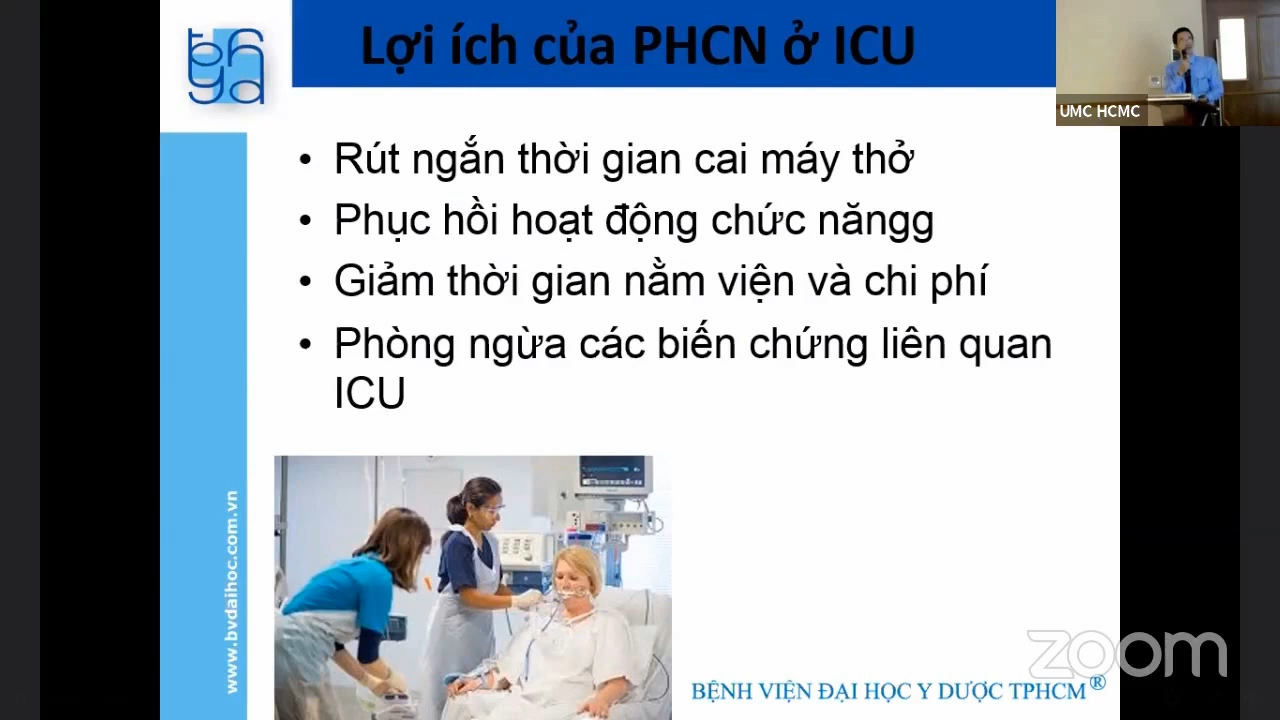 Lợi ích của PHCN ở ICU
UMC HCMC
• Rút ngắn thời gian cai máy thở
• Phục hồi hoạt động chức năngg
• Giảm thời gian nằm viện và chi phí
• Phòng ngừa các biến chứng liên quan
ICU
www.bvdaihoc.com.vn
zoom
BỆNH VIỆN ĐẠI HỌC Y DƯỢC TPHCM®